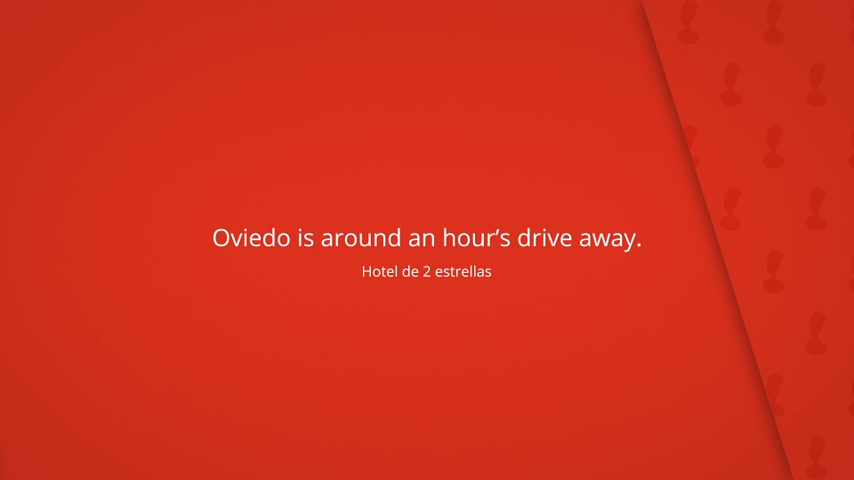 Oviedo is around an hour’s drive away.
Hotel de 2 estrellas